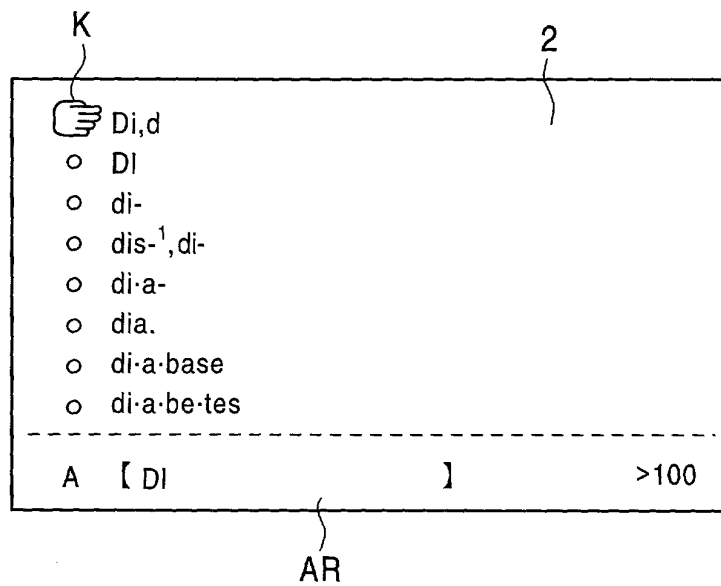 K
2
Di,d
DI
di-
dis-¹,di-
di·a-
dia.
di·a·base
di·a·be·tes
A 【 DI 】 >100
AR